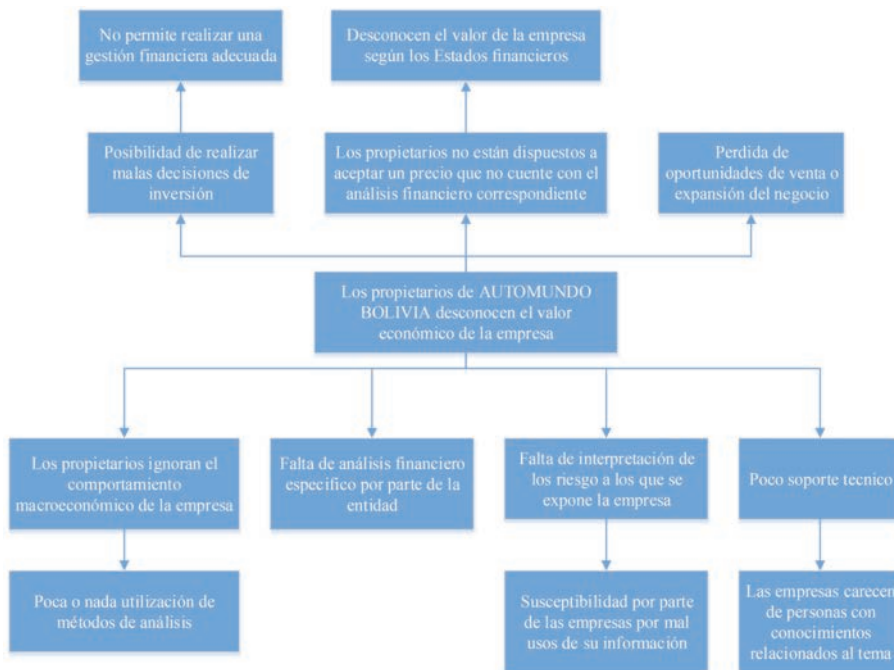 No permite realizar una
gestión financiera adecuada
Desconocen el valor de la empresa
según los Estados financieros
Posibilidad de realizar
malas decisiones de
inversión
Los propietarios no están dispuestos a
aceptar un precio que no cuente con el
análisis financiero correspondiente
Perdida de
oportunidades de venta o
expansión del negocio
Los propietarios de AUTOMUNDO
BOLIVIA desconocen el valor
económico de la empresa
Los propietarios ignoran el
comportamiento
macroeconómico de la empresa
Falta de análisis financiero
especifico por parte de la
entidad
Falta de interpretación de
los riesgo a los que se
expone la empresa
Poco soporte tecnico
Poca o nada utilización de
métodos de análisis
Susceptibilidad por parte
de las empresas por mal
usos de su información
Las empresas carecen
de personas con
conocimientos
relacionados al tema